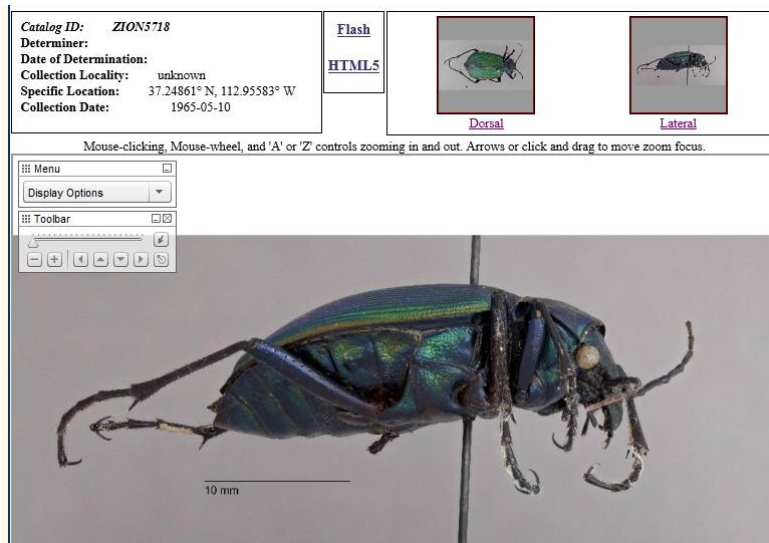 Catalog ID: ZION5718
Determiner:
Date of Determination:
Collection Locality: unknown
Specific Location: 37.24861° N, 112.95583° W
Collection Date: 1965-05-10
Flash
HTML5
Dorsal
Lateral
Mouse-clicking, Mouse-wheel, and 'A' or 'Z' controls zooming in and out. Arrows or click and drag to move zoom focus.
Menu
Display Options
Toolbar
10 mm